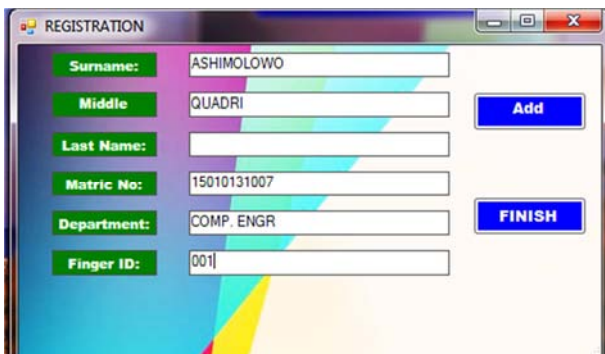 REGISTRATION
Surname: ASHIMOLOWO
Middle QUADRI
Add
Last Name:
Matric No: 15010131007
Department: COMP. ENGR
FINISH
Finger ID: 001